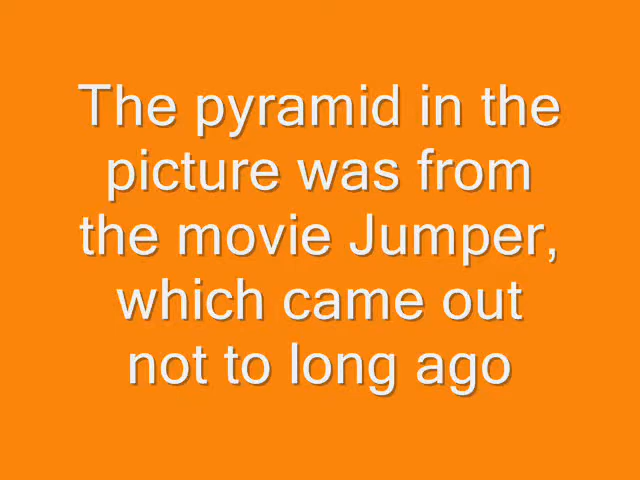 The pyramid in the
picture was from
the movie Jumper,
which came out
not to long ago